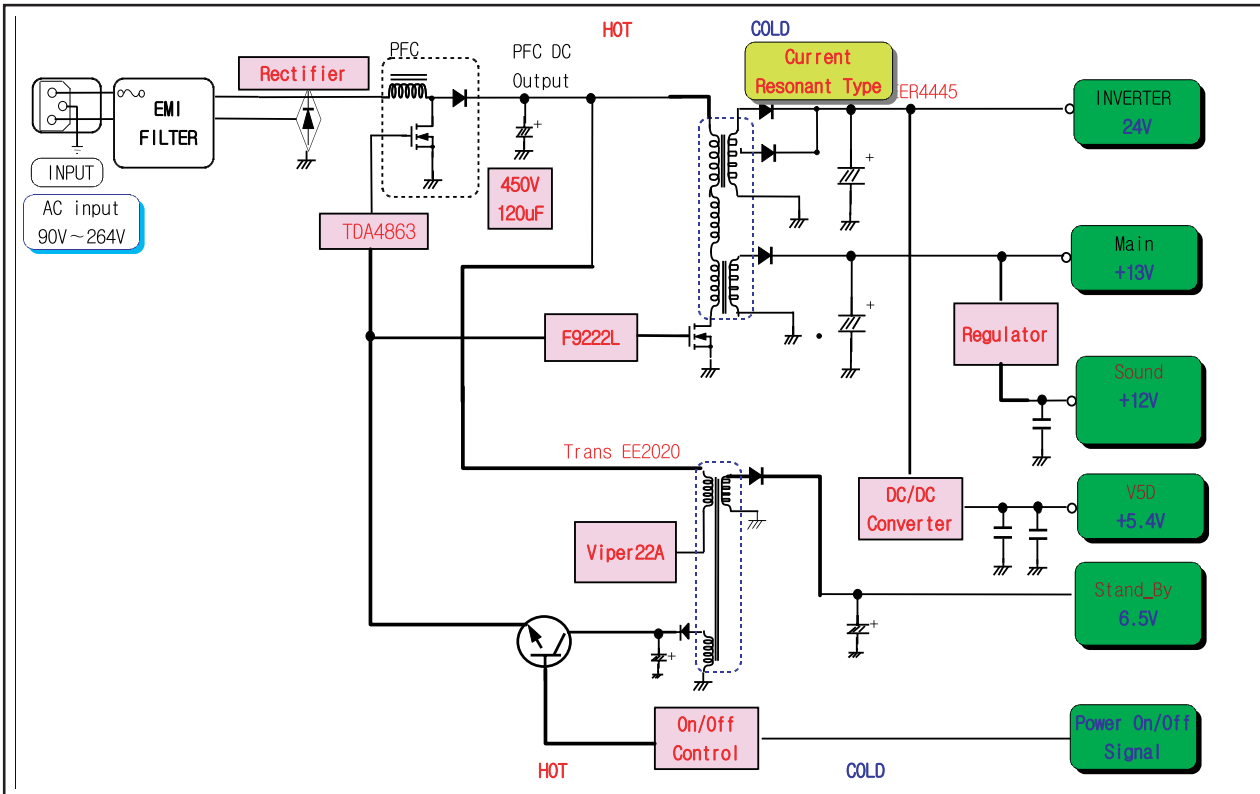 HOT
COLD
PFC
PFC DC
Output
Current
Resonant Type
EER4445
Rectifier
EMI
FILTER
INPUT
AC input
90V~264V
450V
120uF
TDA4863
INVERTER
24V
Main
+13V
F9222L
Regulator
Sound
+12V
Trans EE2020
DC/DC
Converter
V5D
+5.4V
Viper22A
Stand_By
6.5V
On/Off
Control
Power On/Off
Signal
HOT
COLD